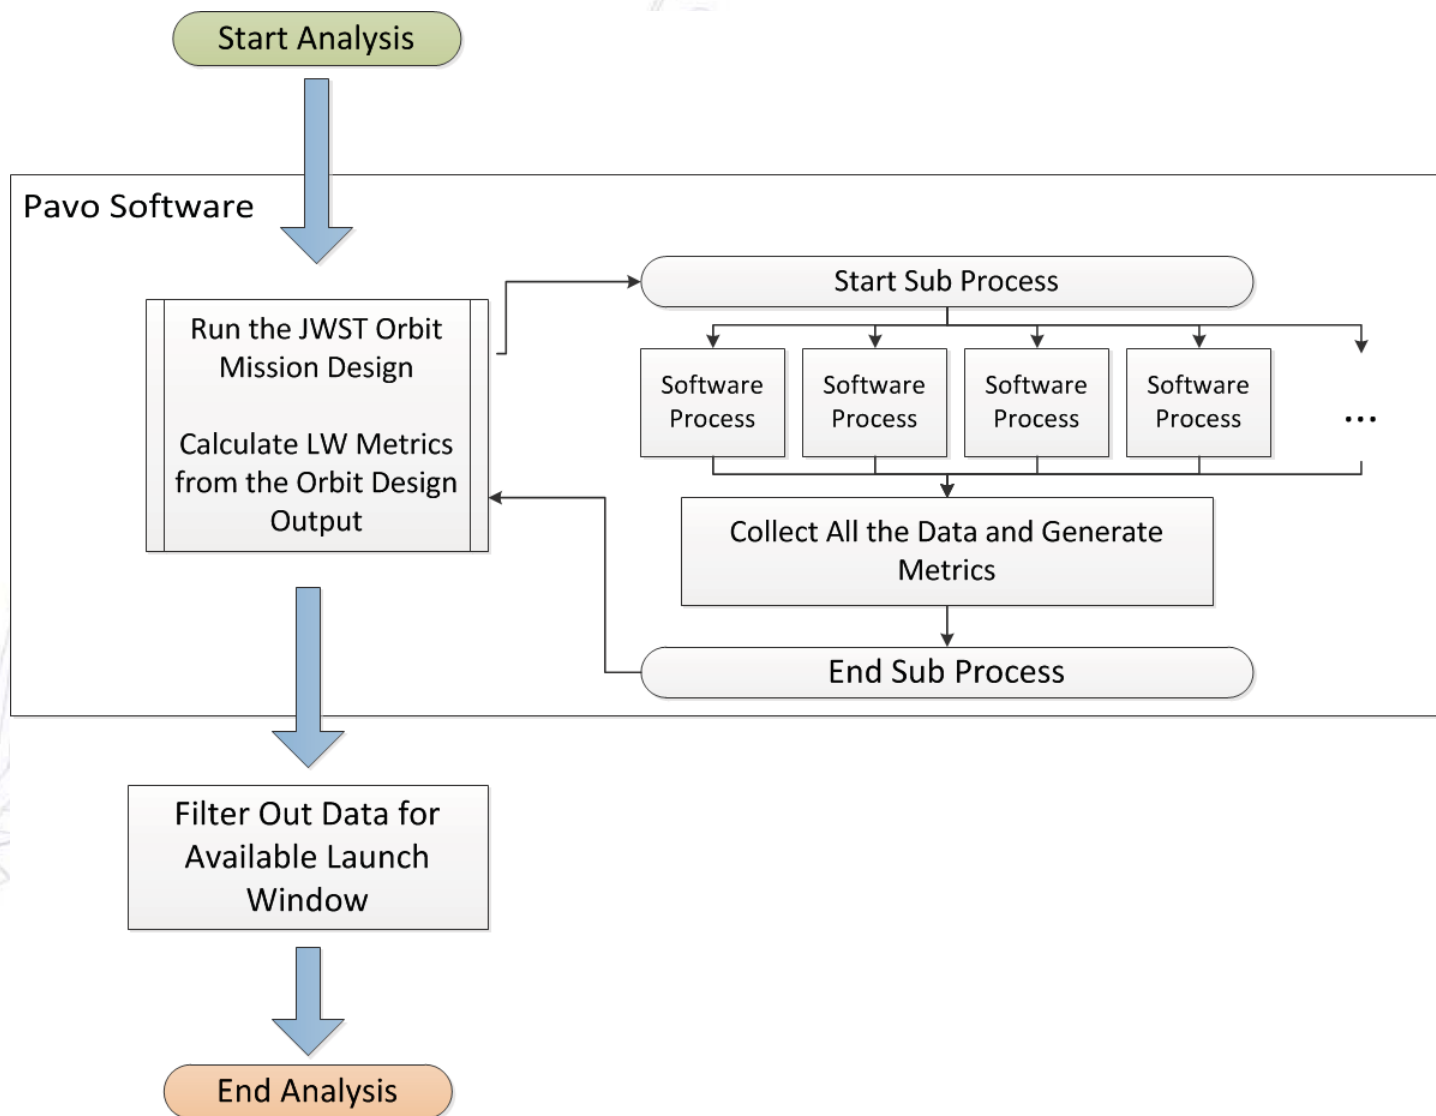 Start Analysis
Pavo Software
Run the JWST Orbit
Mission Design
Calculate LW Metrics
from the Orbit Design
Output
Start Sub Process
Software
Process
Software
Process
Software
Process
Software
Process
...
Collect All the Data and Generate
Metrics
End Sub Process
Filter Out Data for
Available Launch
Window
End Analysis